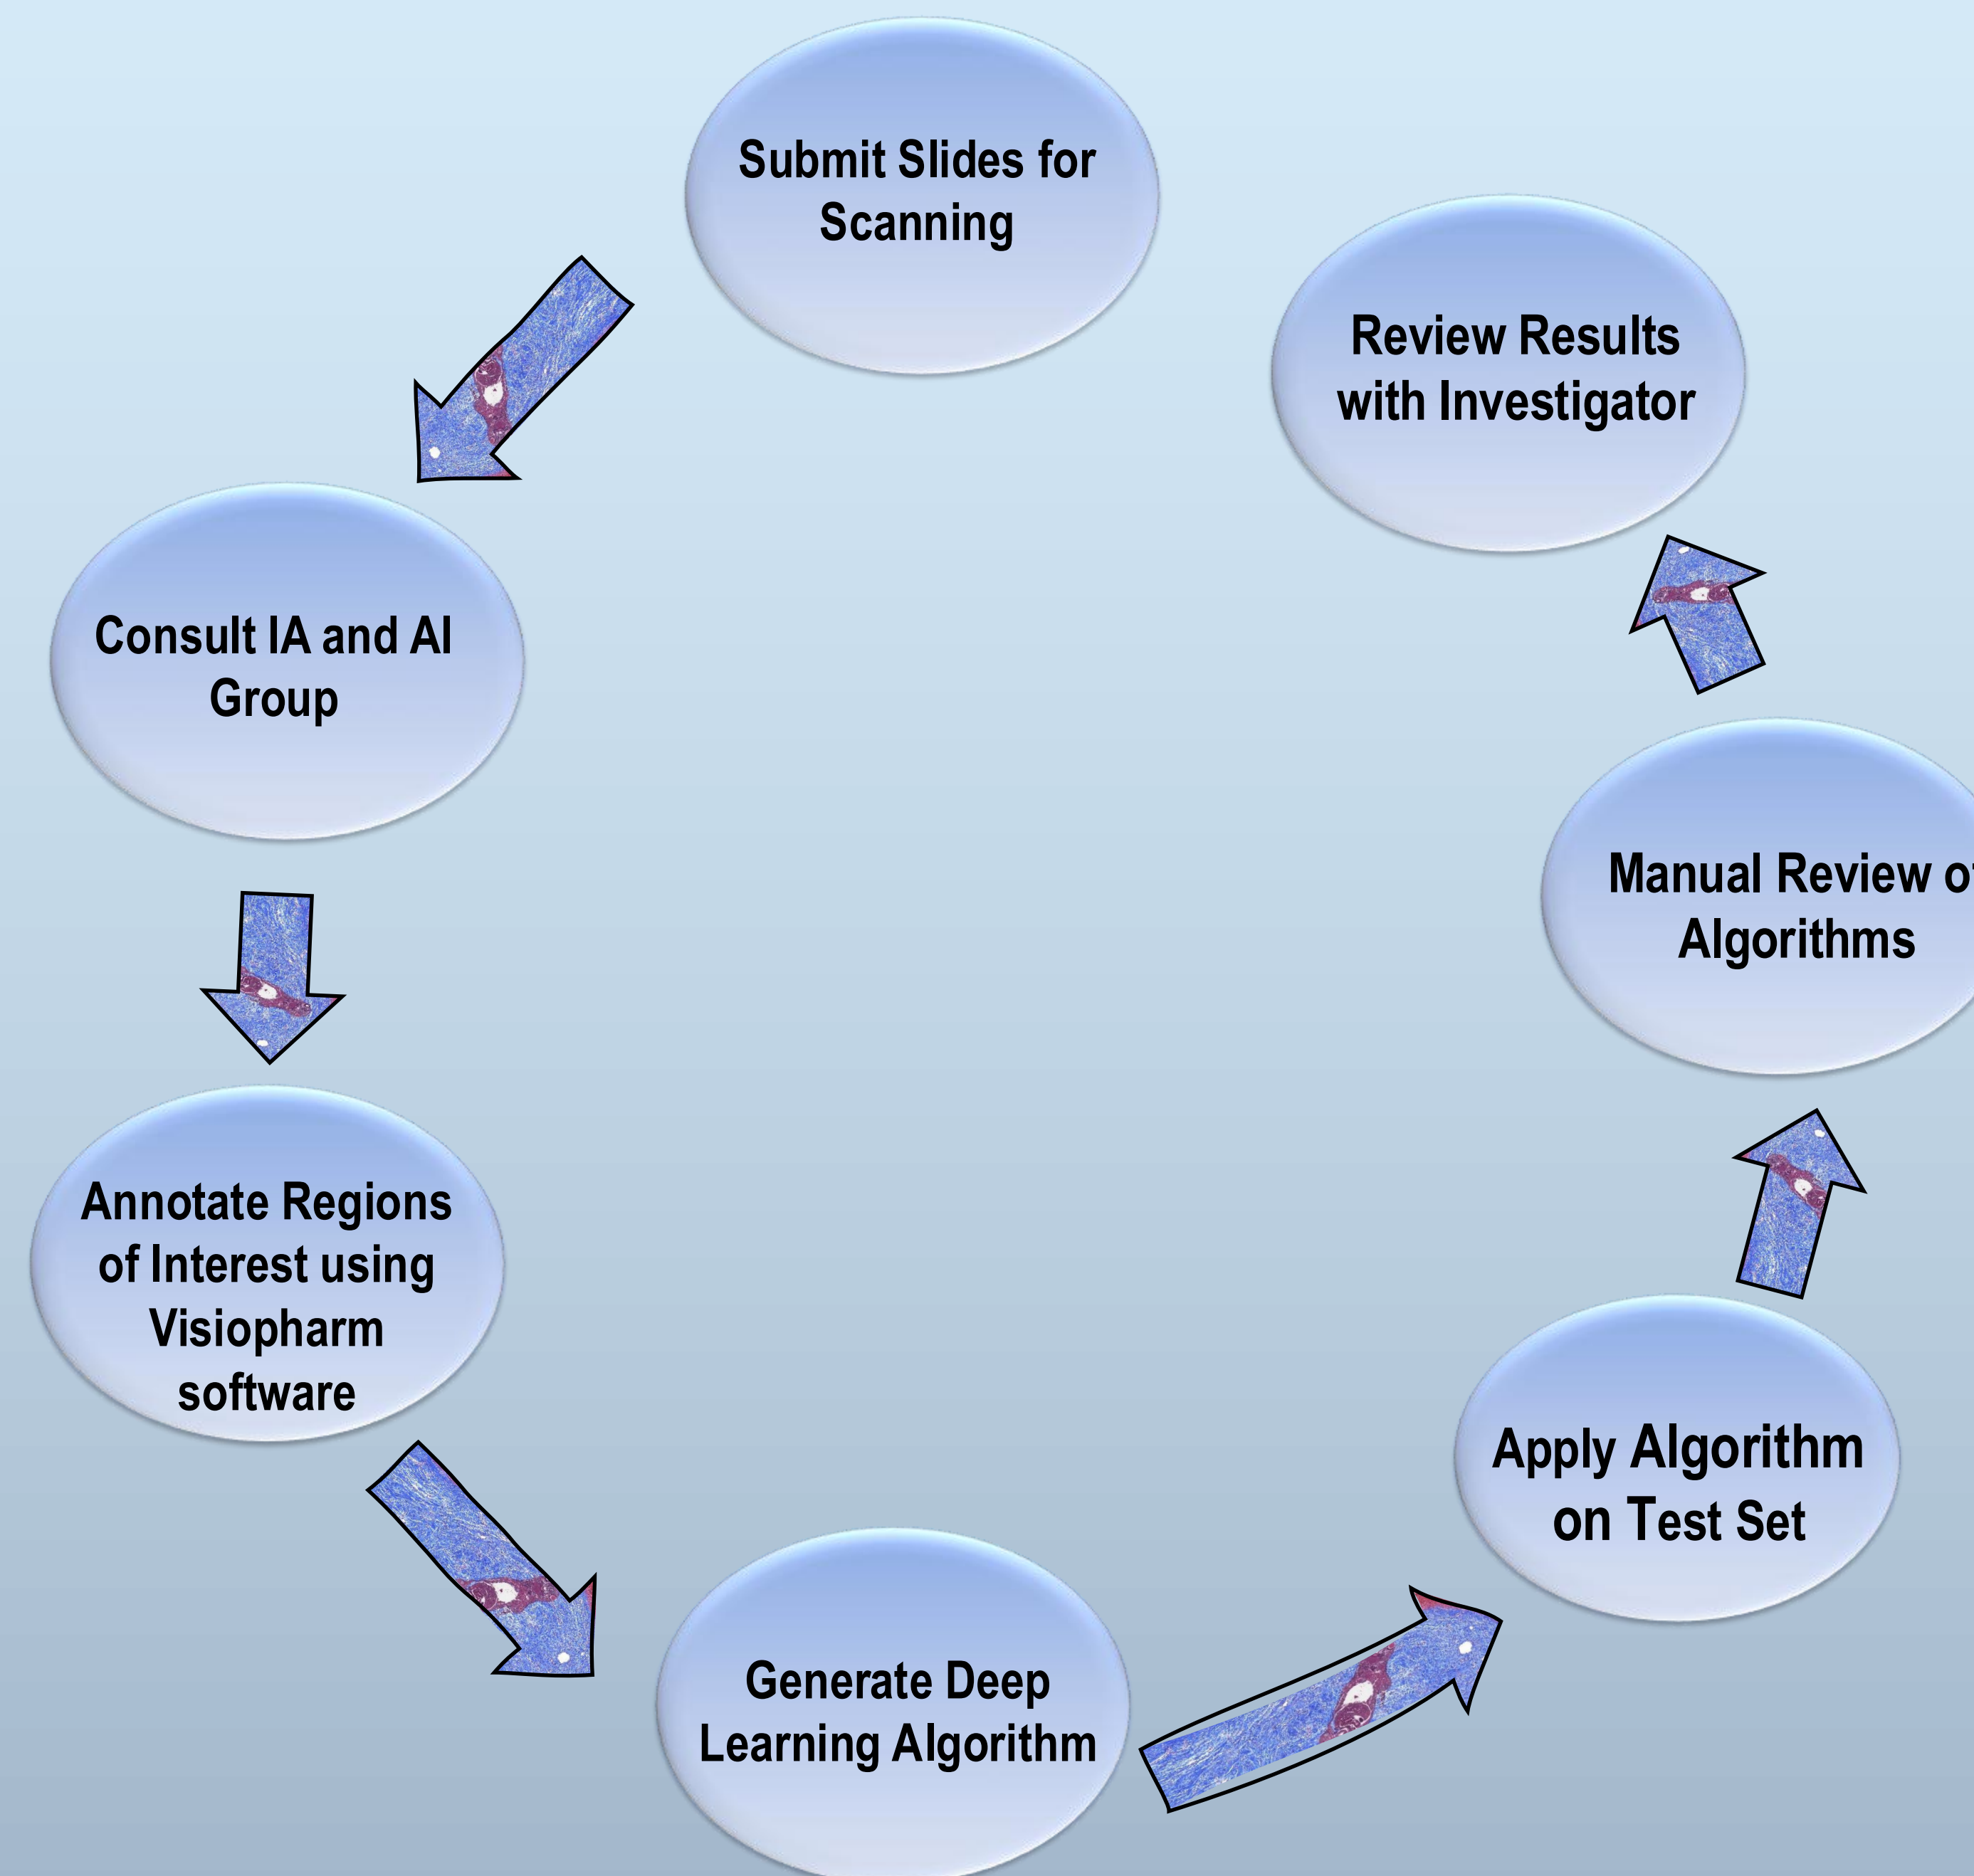 Submit Slides for
Scanning
Consult IA and AI
Group
Annotate Regions
of Interest using
Visiopharm
software
Generate Deep
Learning Algorithm
Apply Algorithm
on Test Set
Manual Review of
Algorithms
Review Results
with Investigator